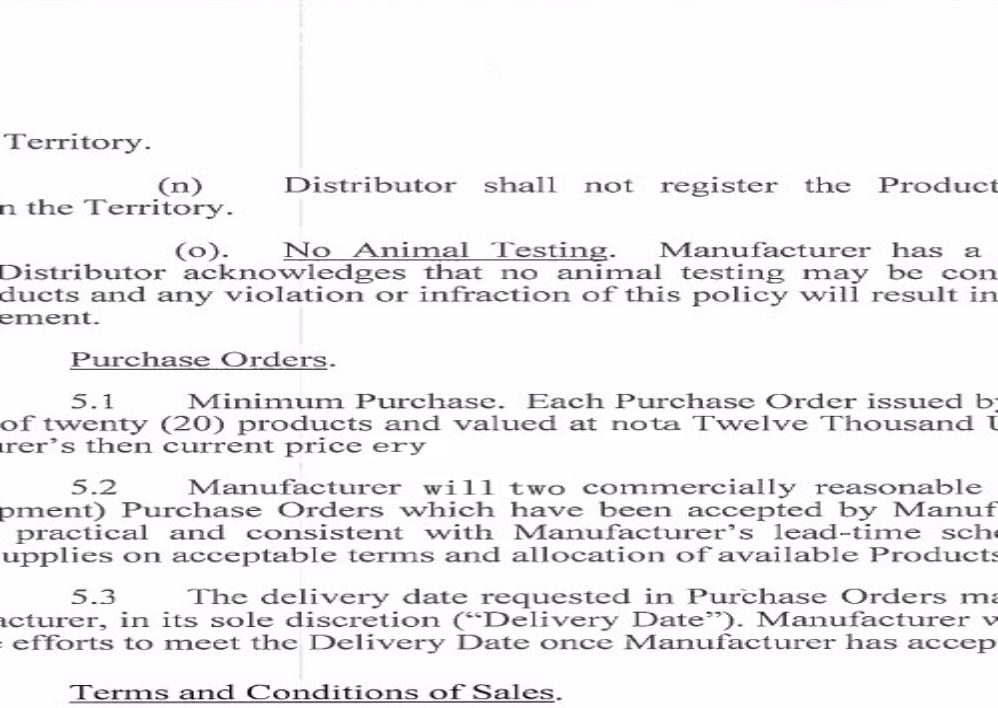 Territory.
(n) Distributor shall not register the Product
n the Territory.
(o). No Animal Testing. Manufacturer has a
Distributor acknowledges that no animal testing may be con
ducts and any violation or infraction of this policy will result in
ement.
Purchase Orders.
5.1 Minimum Purchase. Each Purchase Order issued by
of twenty (20) products and valued at nota Twelve Thousand U
urer's then current price ery
5.2 Manufacturer will two commercially reasonable
pment) Purchase Orders which have been accepted by Manuf
practical and consistent with Manufacturer's lead-time sche
upplies on acceptable terms and allocation of available Products
5.3 The delivery date requested in Purchase Orders ma
acturer, in its sole discretion (“Delivery Date”). Manufacturer v
efforts to meet the Delivery Date once Manufacturer has accep
Terms and Conditions of Sales.